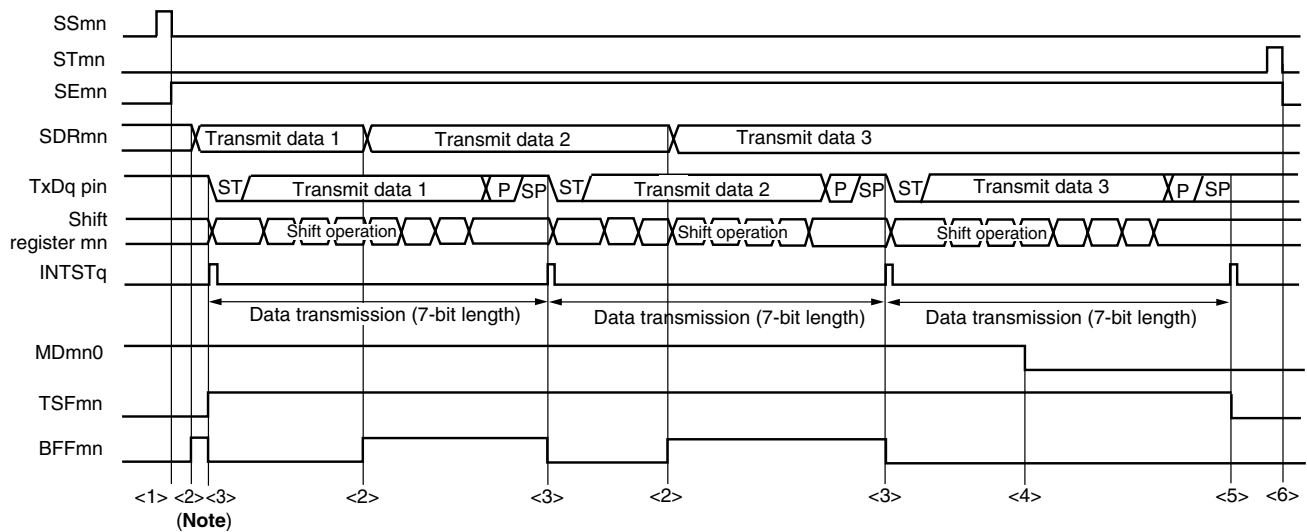 SSmn
STmn
SEmn
SDRmn Transmit data 1 Transmit data 2 Transmit data 3
TxDq pin ST Transmit data 1 P SP ST Transmit data 2 P SP ST Transmit data 3 P SP
Shift
register mn Shift operation Shift operation Shift operation
INTSTq
Data transmission (7-bit length) Data transmission (7-bit length) Data transmission (7-bit length)
MDmn0
TSFmn
BFFmn
<1> <2> <3> <2> <3> <2> <3> <4> <5> <6>
(Note)